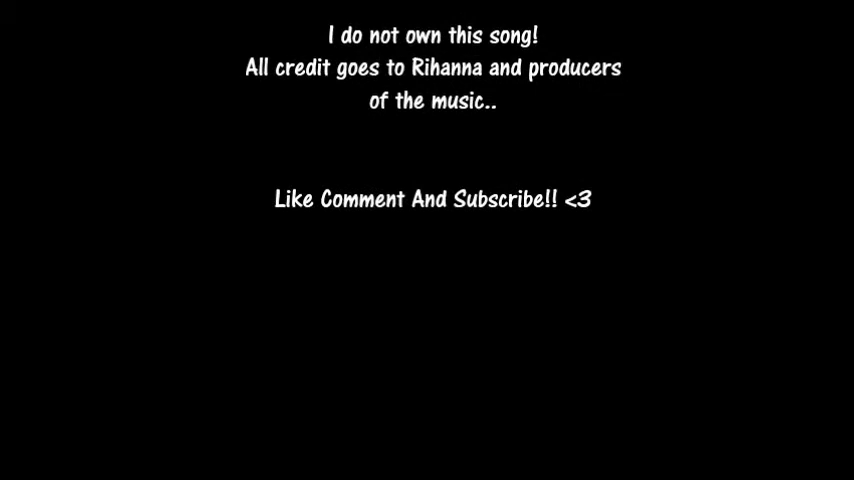 I do not own this song!
All credit goes to Rihanna and producers
of the music..
Like Comment And Subscribe!! <3